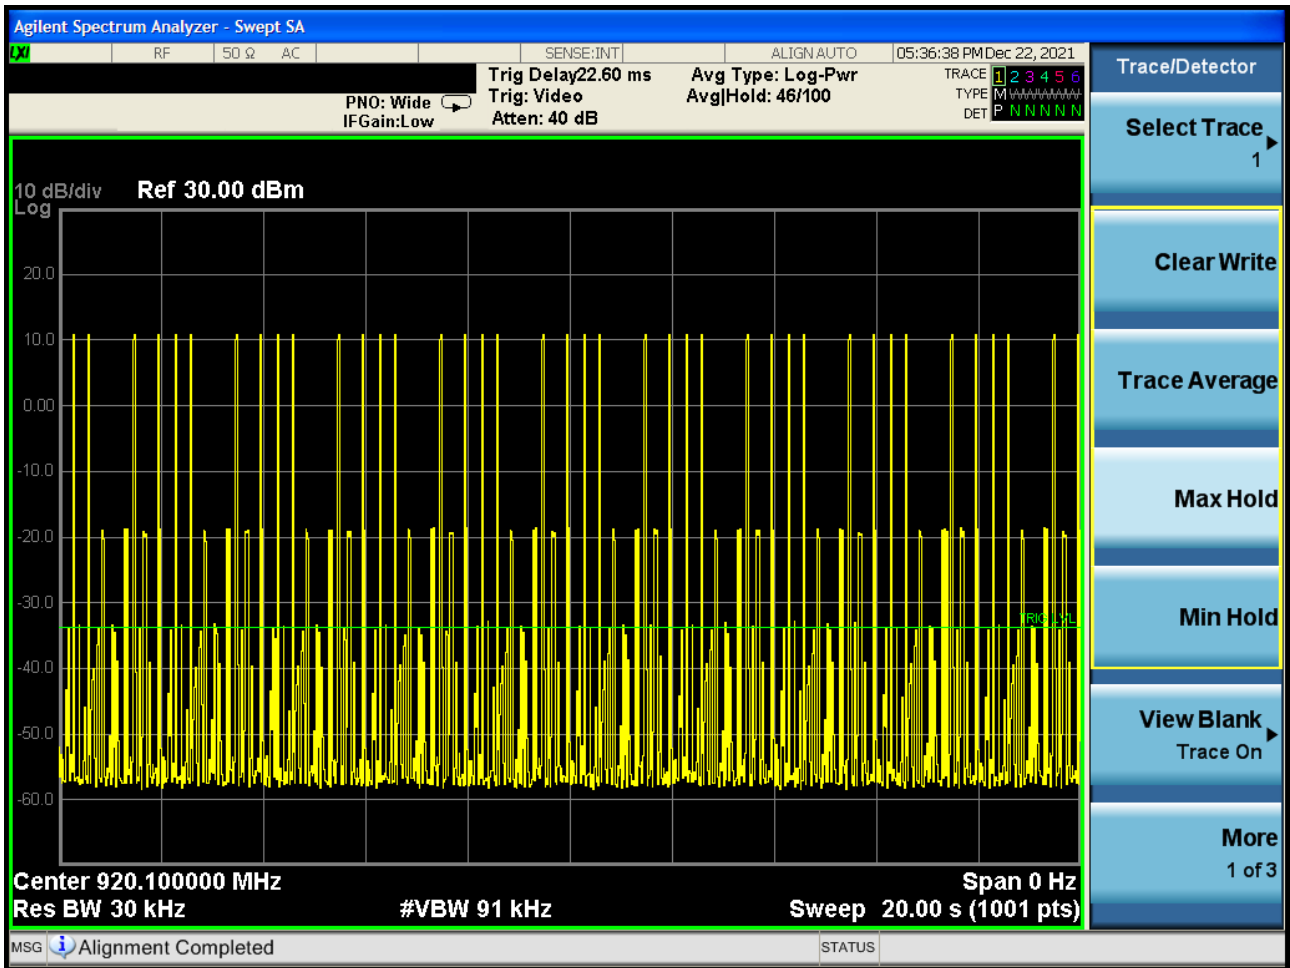 Agilent Spectrum Analyzer - Swept SA
LXI RF 50 Ω AC SENSE:INT ALIGN AUTO 05:36:38 PM Dec 22, 2021
Trig Delay22.60 ms Avg Type: Log-Pwr TRACE 1 2 3 4 5 6
PNO: Wide Trig: Video Avg|Hold: 46/100 TYPE M
IFGain:Low Atten: 40 dB DET P N N N N N
10 dB/div Ref 30.00 dBm
Log
20.0
10.0
0.00
-10.0
-20.0
-30.0
TRIG LVL
-40.0
-50.0
-60.0
Center 920.100000 MHz Span 0 Hz
Res BW 30 kHz #VBW 91 kHz Sweep 20.00 s (1001 pts)
MSG Alignment Completed STATUS
Trace/Detector
Select Trace
1
Clear Write
Trace Average
Max Hold
Min Hold
View Blank
Trace On
More
1 of 3